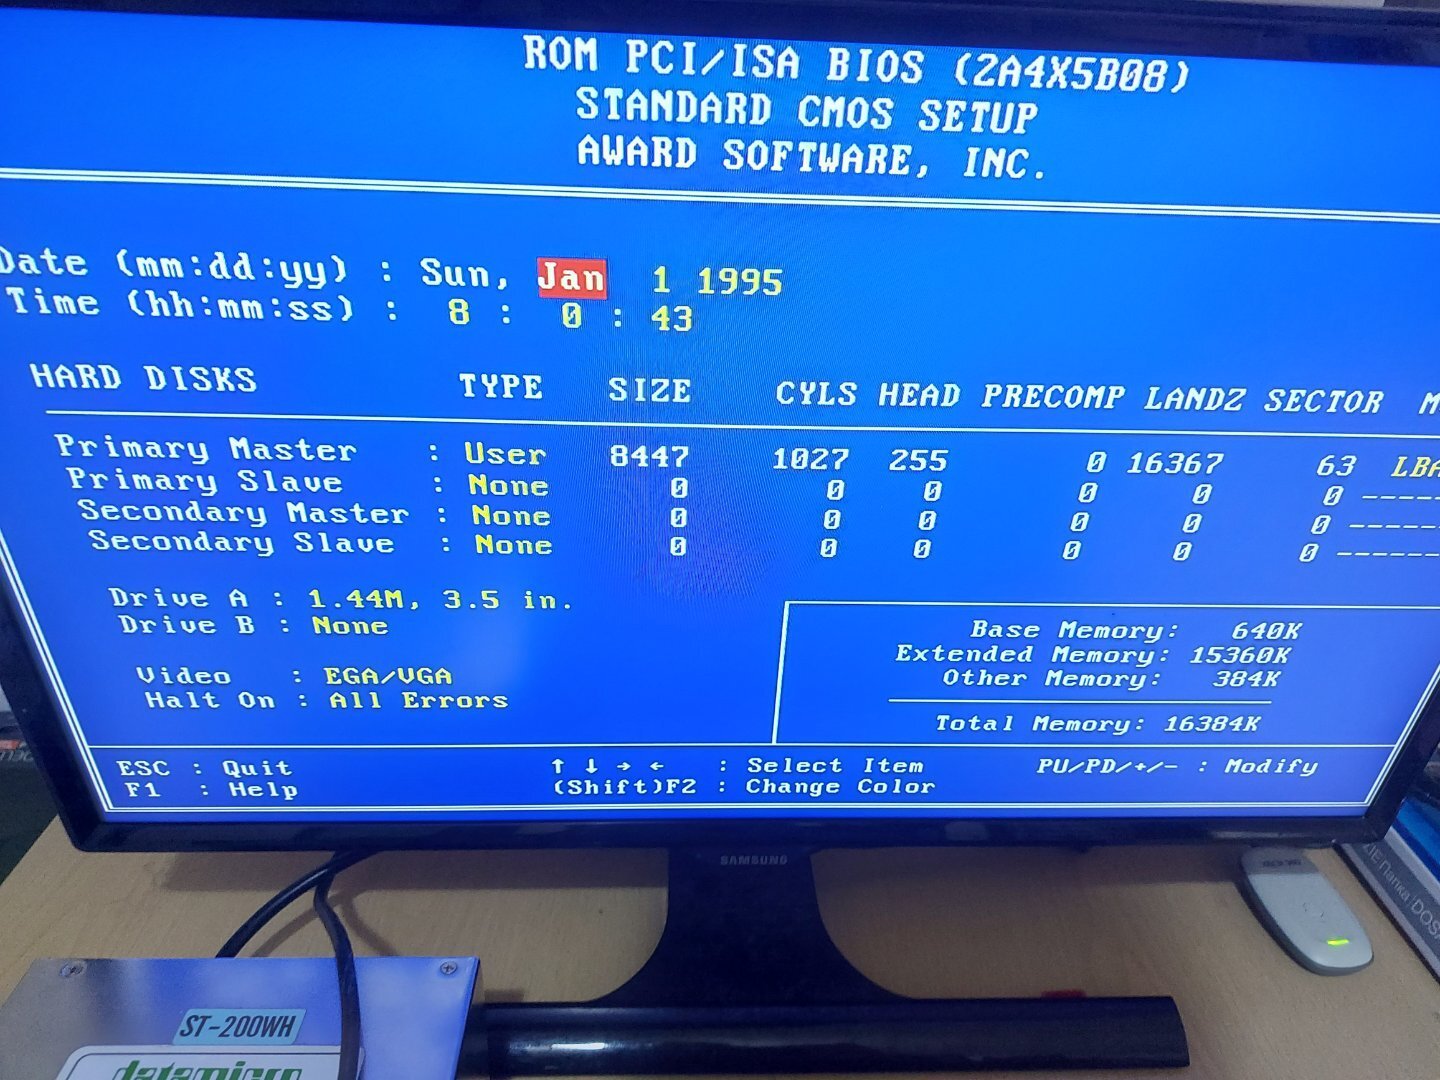 ROM PCI/ISA BIOS (2A4X5B08)
STANDARD CMOS SETUP
AWARD SOFTWARE, INC.
Date (mm:dd:yy) : Sun, Jan 1 1995
Time (hh:mm:ss) : 8 : 0 : 43
HARD DISKS TYPE SIZE CYLS HEAD PRECOMP LANDZ SECTOR
Primary Master : User 8447 1027 255 0 16367 63 LBA
Primary Slave : None 0 0 0 0 0 0 -----
Secondary Master : None 0 0 0 0 0 0 ------
Secondary Slave : None 0 0 0 0 0 0 ------
Drive A : 1.44M, 3.5 in.
Drive B : None
Video : EGA/VGA
Halt On : All Errors
Base Memory: 640K
Extended Memory: 15360K
Other Memory: 384K
Total Memory: 16384K
ESC : Quit
F1 : Help
↑ ↓ → ← : Select Item
(Shift)F2 : Change Color
PU/PD/+/- : Modify
SAMSUNG
ST-200WH
datamicro
Папка DOS